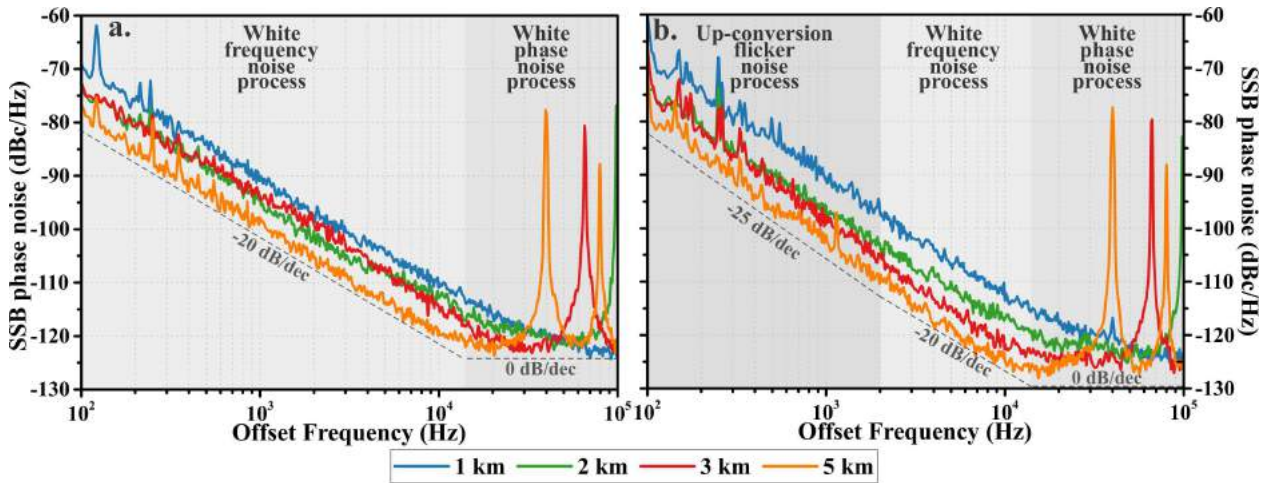 a.
White
frequency
noise
process
White
phase
noise
process
SSB phase noise (dBc/Hz)
-60
-70
-80
-90
-100
-110
-120
-130
-20 dB/dec
0 dB/dec
10^2
10^3
10^4
10^5
Offset Frequency (Hz)
b.
Up-conversion
flicker
noise
process
White
frequency
noise
process
White
phase
noise
process
-60
-70
-80
-90
-100
-110
-120
-130
SSB phase noise (dBc/Hz)
-25 dB/dec
-20 dB/dec
0 dB/dec
10^2
10^3
10^4
10^5
Offset Frequency (Hz)
1 km 2 km 3 km 5 km